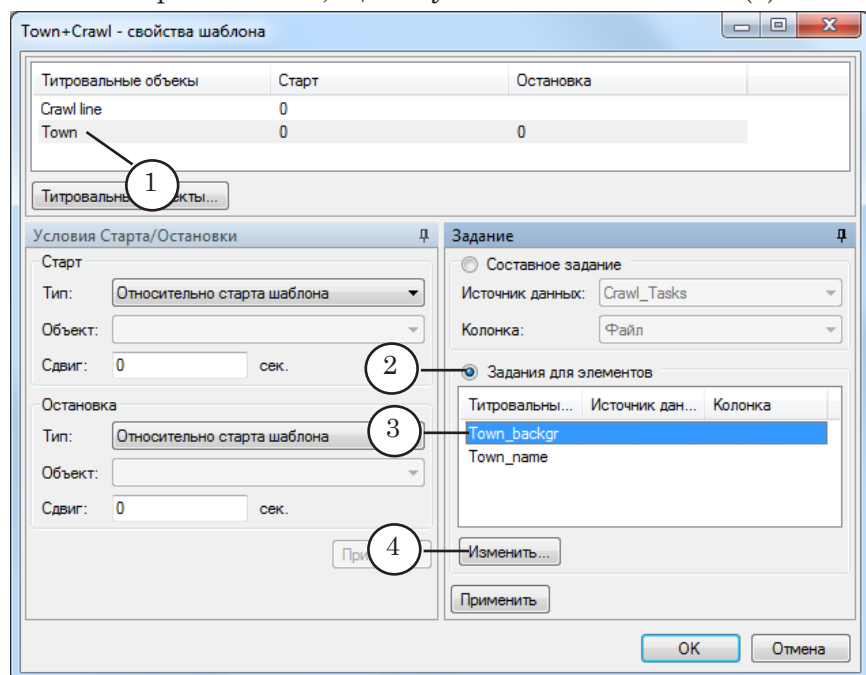 Town+Crawl - свойства шаблона
Титровальные объекы Старт Остановка
Crawl line 0
Town 0 0
1
Условия Старта/Остановки
Старт
Тип: Относительно старта шаблона
Объект:
Сдвиг: 0 сек.
Остановка
Тип: Относительно старта шаблона
Объект:
Сдвиг: 0 сек.
Задание
Составное задание
Источник данных: Crawl_Tasks
Колонка: Файл
2
Задания для элементов
Титровальны... Источник дан... Колонка
3
Town_backgr
Town_name
4
Изменить...
Применить
OK Отмена